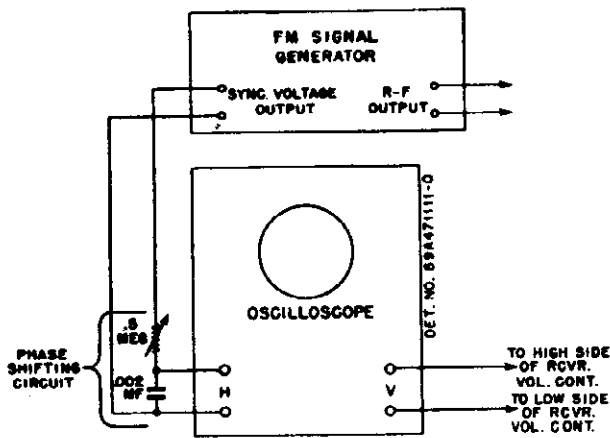 FM SIGNAL
GENERATOR
SYNC. VOLTAGE
OUTPUT
R-F
OUTPUT
OSCILLOSCOPE
DET. NO. 69A471111-O
.5
MEG
PHASE
SHIFTING
CIRCUIT
.002
MF
H
V
TO HIGH SIDE
OF RCVR.
VOL. CONT.
TO LOW SIDE
OF RCVR.
VOL. CONT.